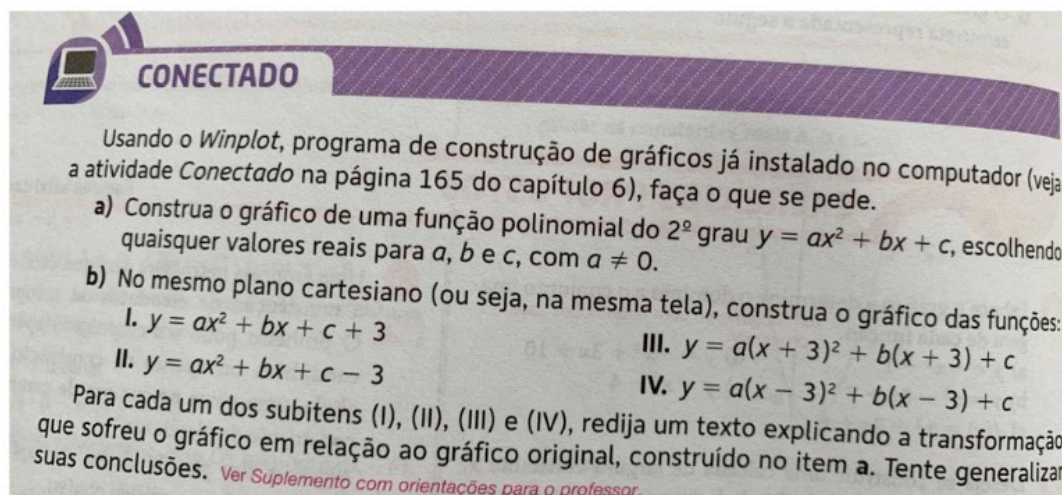 CONECTADO
Usando o Winplot, programa de construção de gráficos já instalado no computador (veja
a atividade Conectado na página 165 do capítulo 6), faça o que se pede.
a) Construa o gráfico de uma função polinomial do 2º grau y = ax² + bx + c, escolhendo
quaisquer valores reais para a, b e c, com a ≠ 0.
b) No mesmo plano cartesiano (ou seja, na mesma tela), construa o gráfico das funções:
I. y = ax² + bx + c + 3
II. y = ax² + bx + c − 3
III. y = a(x + 3)² + b(x + 3) + c
IV. y = a(x − 3)² + b(x − 3) + c
Para cada um dos subitens (I), (II), (III) e (IV), redija um texto explicando a transformação
que sofreu o gráfico em relação ao gráfico original, construído no item a. Tente generalizar
suas conclusões. Ver Suplemento com orientações para o professor.